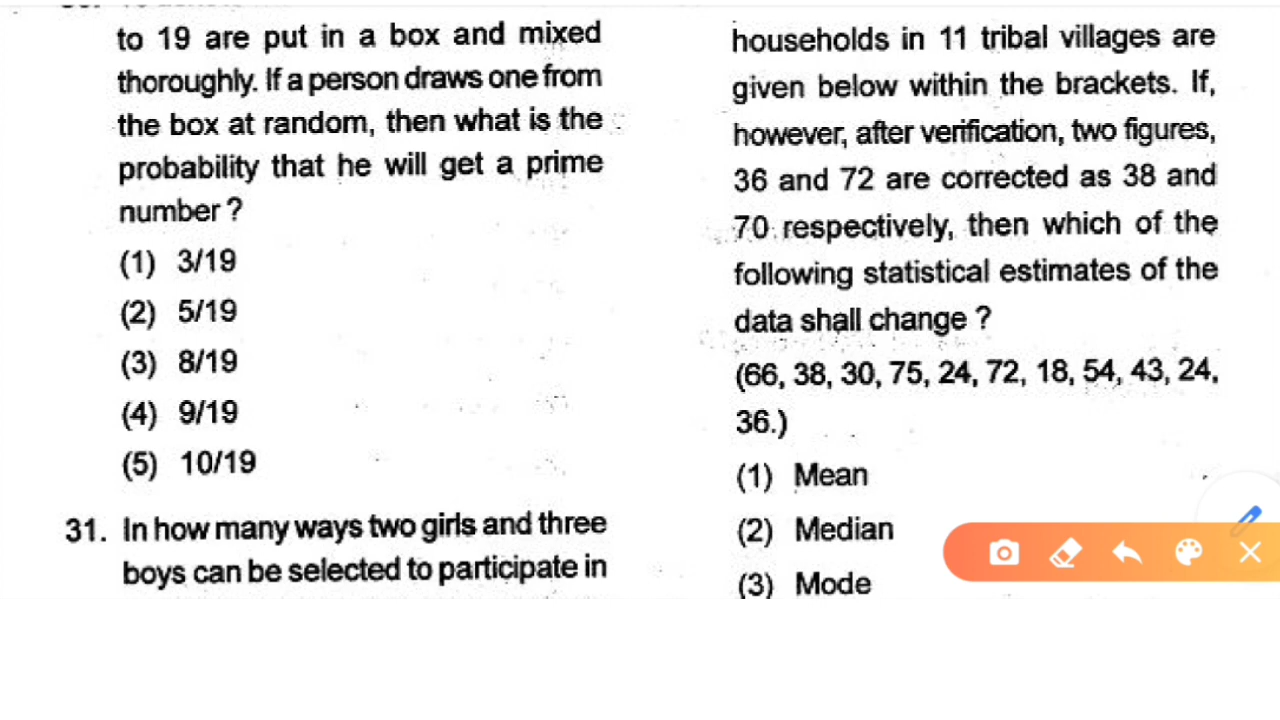 to 19 are put in a box and mixed
thoroughly. If a person draws one from
the box at random, then what is the
probability that he will get a prime
number ?
(1) 3/19
(2) 5/19
(3) 8/19
(4) 9/19
(5) 10/19
31. In how many ways two girls and three
boys can be selected to participate in
households in 11 tribal villages are
given below within the brackets. If,
however, after verification, two figures,
36 and 72 are corrected as 38 and
70 respectively, then which of the
following statistical estimates of the
data shall change ?
(66, 38, 30, 75, 24, 72, 18, 54, 43, 24,
36.)
(1) Mean
(2) Median
(3) Mode